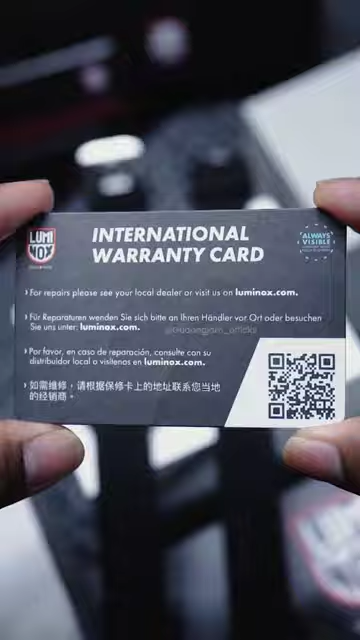 LUMI
NOX
INTERNATIONAL
WARRANTY CARD
ALWAYS
VISIBLE
› For repairs please see your local dealer or visit us on luminox.com.
› Für Reparaturen wenden Sie sich bitte an Ihren Händler vor Ort oder besuchen
Sie uns unter: luminox.com.
› Por favor, en caso de reparación, consulte con su
distribuidor local o visítenos en luminox.com.
› 如需维修，请根据保修卡上的地址联系您当地
的经销商。